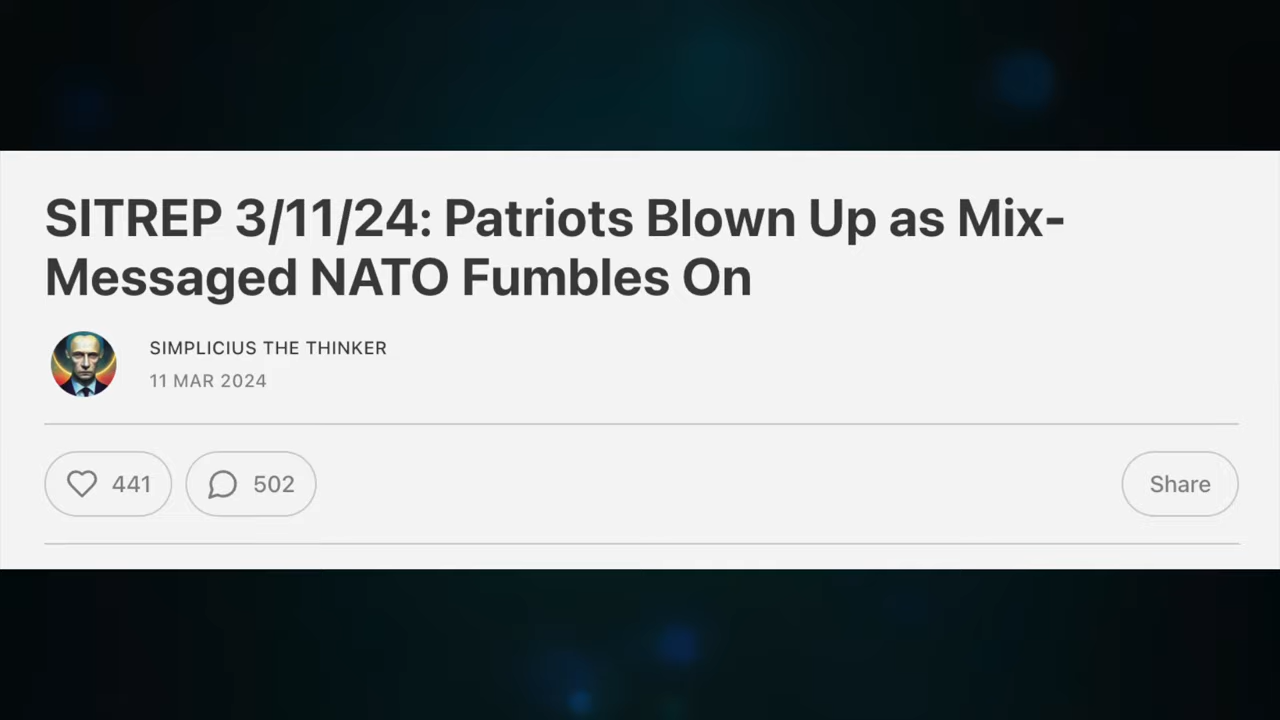 SITREP 3/11/24: Patriots Blown Up as Mix-
Messaged NATO Fumbles On
SIMPLICIUS THE THINKER
11 MAR 2024
441
502
Share